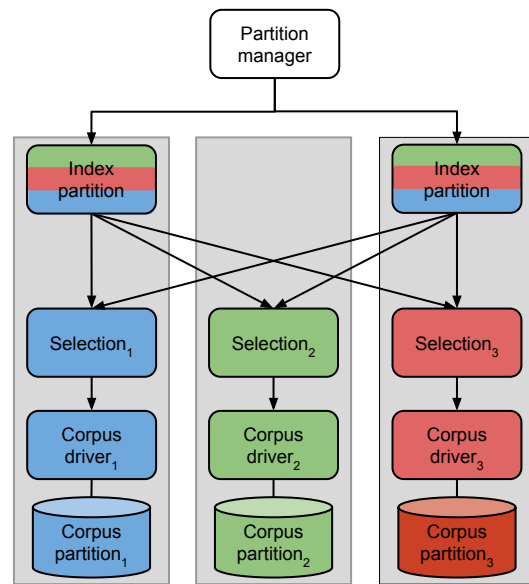 Partition
manager
Index
partition
Index
partition
Selection₁
Selection₂
Selection₃
Corpus
driver₁
Corpus
driver₂
Corpus
driver₃
Corpus
partition₁
Corpus
partition₂
Corpus
partition₃